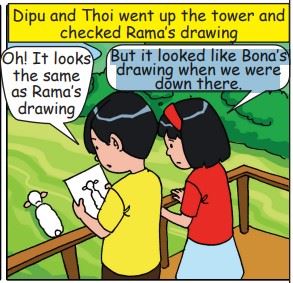 Dipu and Thoi went up the tower and
checked Rama's drawing
Oh! It looks
the same
as Rama's
drawing
But it looked like Bona's
drawing when we were
down there.